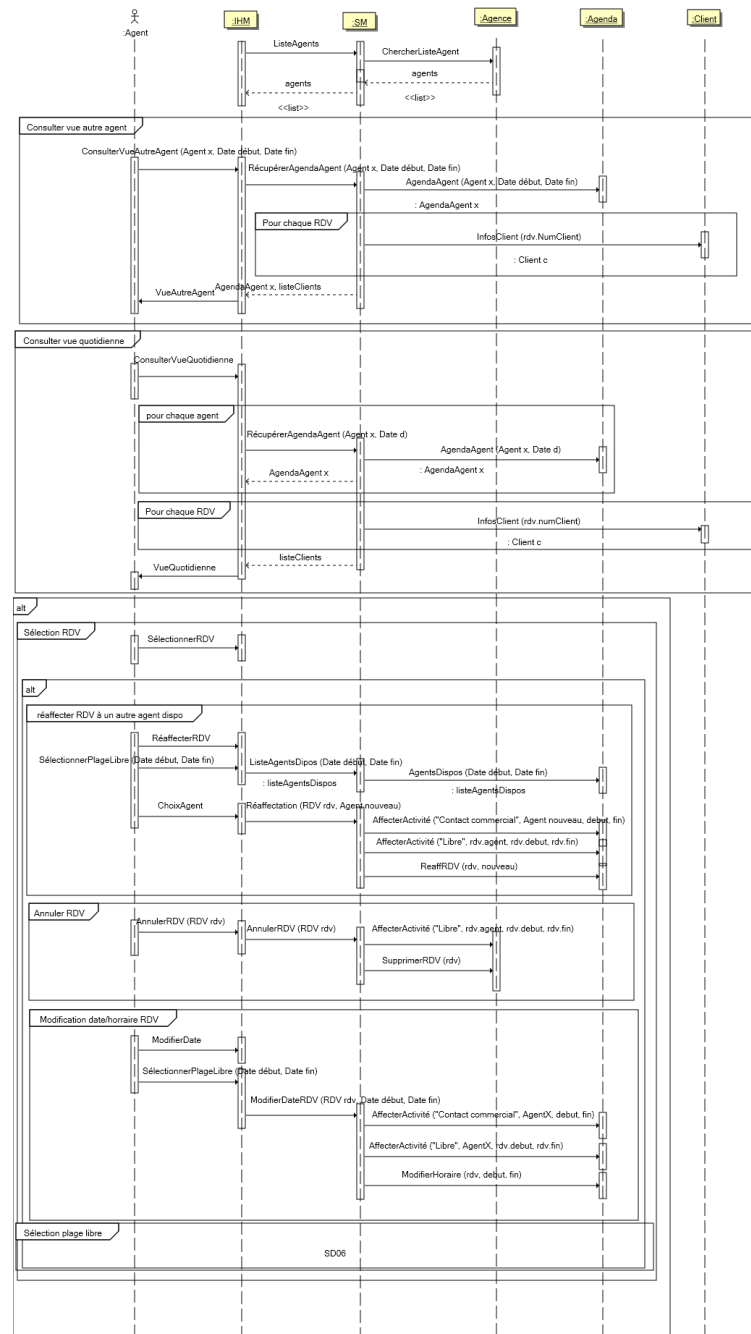 :Agent
:IHM
:SM
:Agence
:Agenda
:Client
ListeAgents
ChercherListeAgent
agents
agents
<<list>>
<<list>>
Consulter vue autre agent
ConsulterVueAutreAgent (Agent x, Date début, Date fin)
RécupérerAgendaAgent (Agent x, Date début, Date fin)
AgendaAgent (Agent x, Date début, Date fin)
: AgendaAgent x
Pour chaque RDV
InfosClient (rdv.NumClient)
: Client c
AgendaAgent x, listeClients
VueAutreAgent
Consulter vue quotidienne
ConsulterVueQuotidienne
pour chaque agent
RécupérerAgendaAgent (Agent x, Date d)
AgendaAgent (Agent x, Date d)
: AgendaAgent x
AgendaAgent x
Pour chaque RDV
InfosClient (rdv.numClient)
: Client c
listeClients
VueQuotidienne
alt
Sélection RDV
SélectionnerRDV
alt
réaffecter RDV à un autre agent dispo
RéaffecterRDV
SélectionnerPlageLibre (Date début, Date fin)
ListeAgentsDipos (Date début, Date fin)
: listeAgentsDispos
AgentsDispos (Date début, Date fin)
: listeAgentsDispos
ChoixAgent
Réaffectation (RDV rdv, Agent nouveau)
AffecterActivité ("Contact commercial", Agent nouveau, debut, fin)
AffecterActivité ("Libre", rdv.agent, rdv.debut, rdv.fin)
ReaffRDV (rdv, nouveau)
Annuler RDV
AnnulerRDV (RDV rdv)
AnnulerRDV (RDV rdv)
AffecterActivité ("Libre", rdv.agent, rdv.debut, rdv.fin)
SupprimerRDV (rdv)
Modification date/horraire RDV
ModifierDate
SélectionnerPlageLibre (Date début, Date fin)
ModifierDateRDV (RDV rdv, Date début, Date fin)
AffecterActivité ("Contact commercial", AgentX, debut, fin)
AffecterActivité ("Libre", AgentX, rdv.debut, rdv.fin)
ModifierHoraire (rdv, debut, fin)
Sélection plage libre
SD06